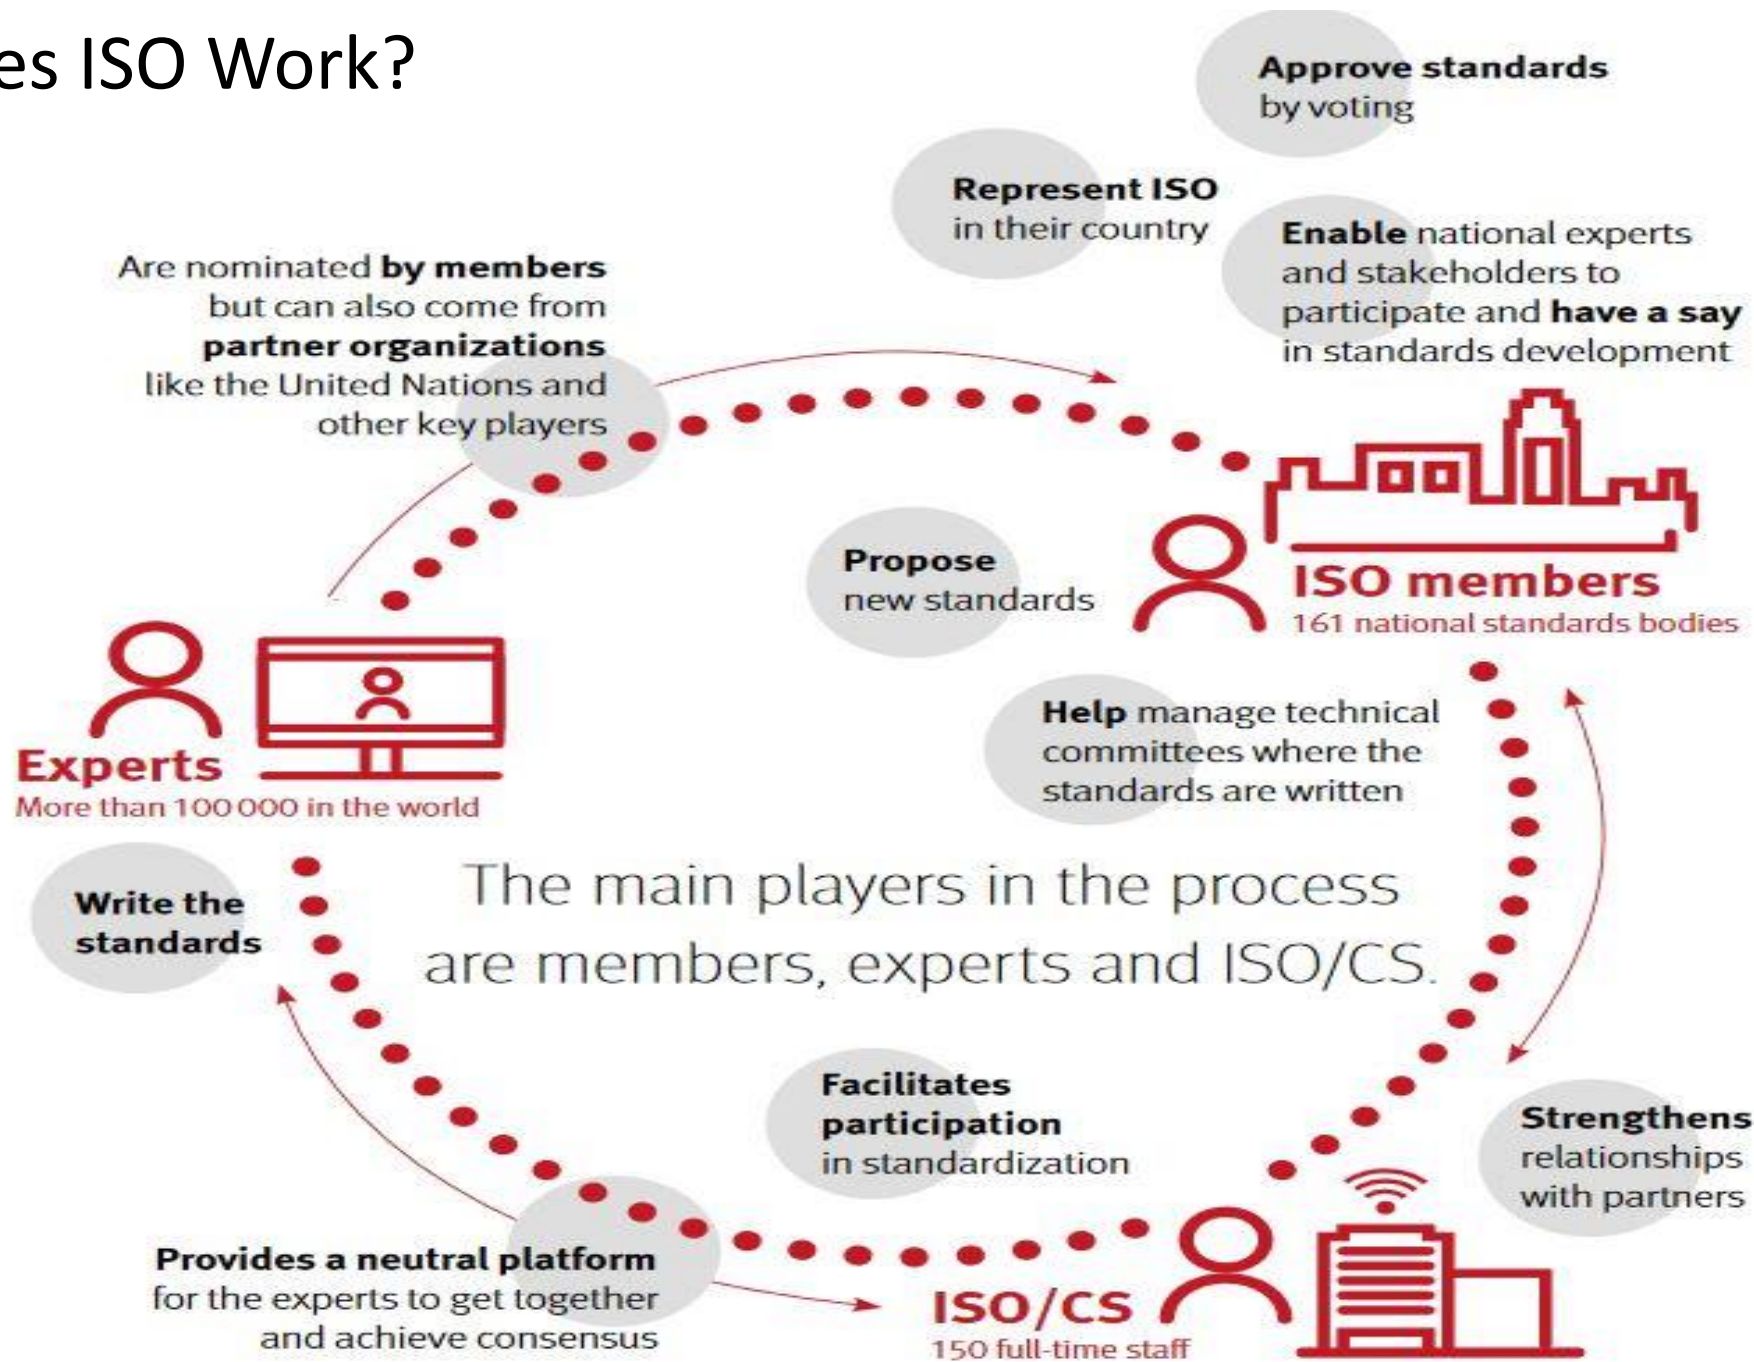 es ISO Work?
Approve standards
by voting
Represent ISO
in their country
Enable national experts
and stakeholders to
participate and have a say
in standards development
Are nominated by members
but can also come from
partner organizations
like the United Nations and
other key players
Propose
new standards
ISO members
161 national standards bodies
Help manage technical
committees where the
standards are written
Experts
More than 100 000 in the world
Write the
standards
The main players in the process
are members, experts and ISO/CS.
Facilitates
participation
in standardization
Strengthens
relationships
with partners
Provides a neutral platform
for the experts to get together
and achieve consensus
ISO/CS
150 full-time staff